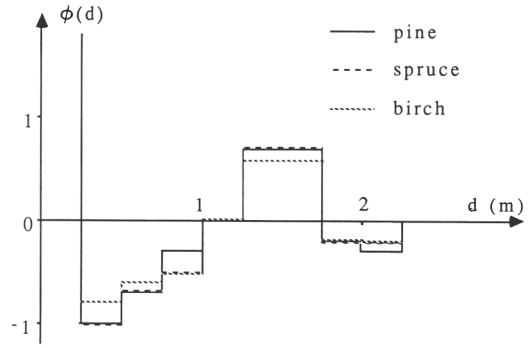 ϕ(d)
pine
spruce
birch
1
1
2
d (m)
0
-1